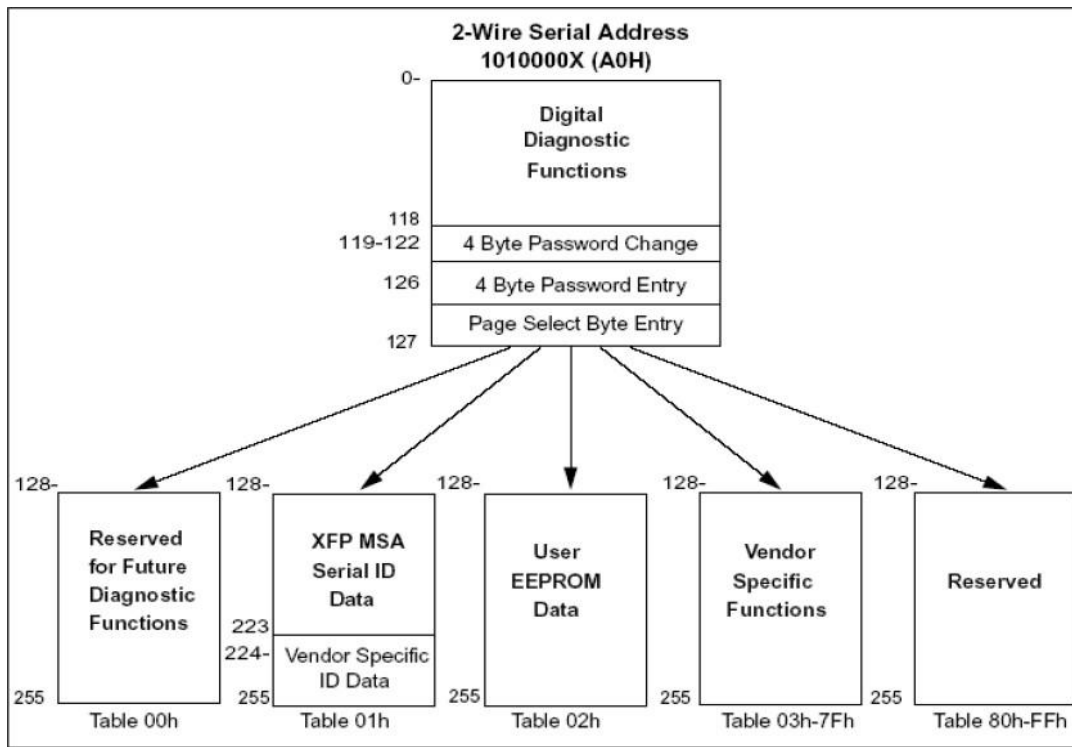 2-Wire Serial Address
1010000X (A0H)
0-
Digital
Diagnostic
Functions
118
119-122
4 Byte Password Change
126
4 Byte Password Entry
Page Select Byte Entry
127
128-
Reserved
for Future
Diagnostic
Functions
255
Table 00h
128-
XFP MSA
Serial ID
Data
223
224-
Vendor Specific
ID Data
255
Table 01h
128-
User
EEPROM
Data
255
Table 02h
128-
Vendor
Specific
Functions
255
Table 03h-7Fh
128-
Reserved
255
Table 80h-FFh